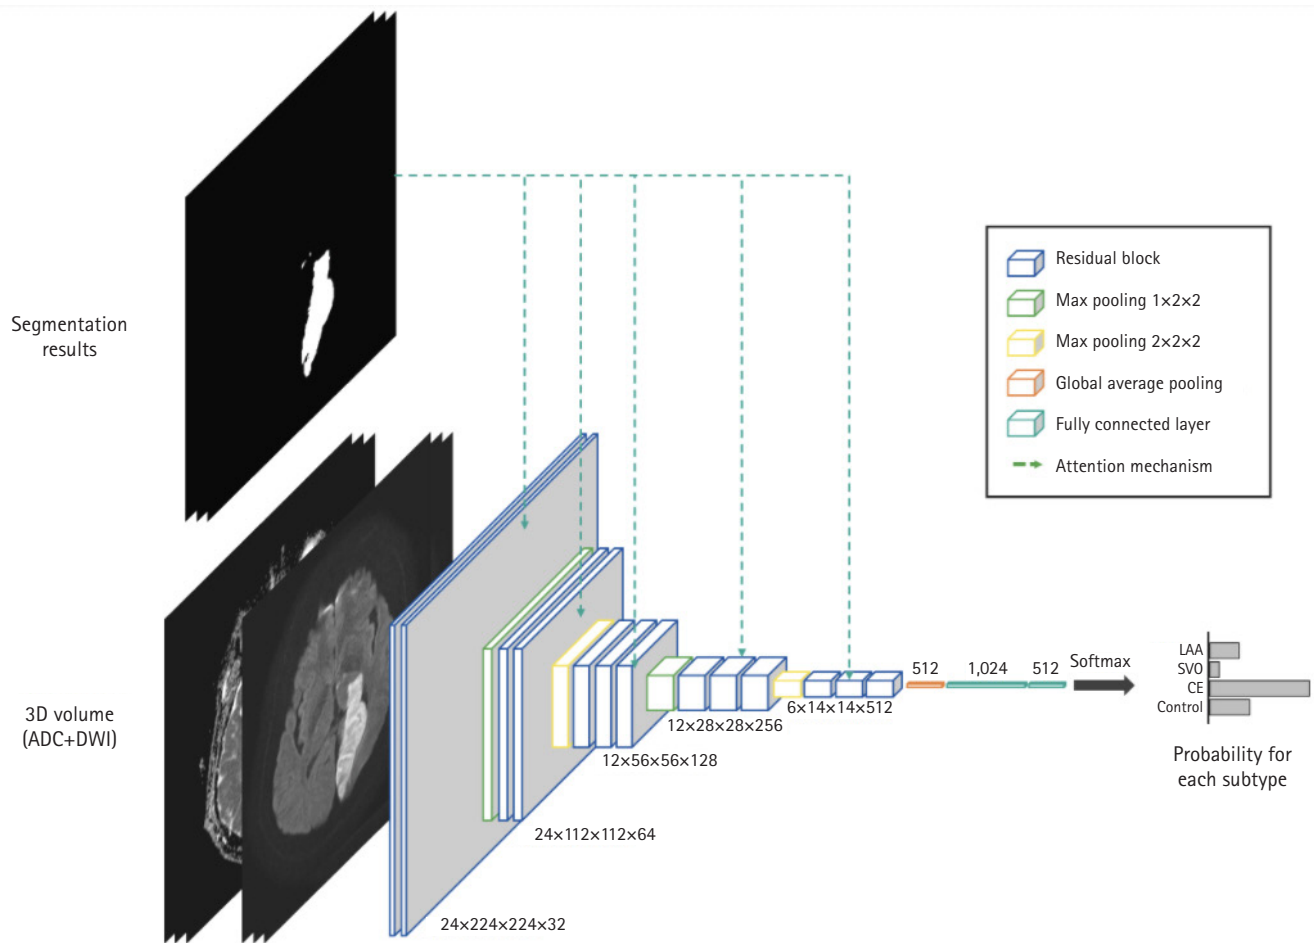 Segmentation
results
3D volume
(ADC+DWI)
24×224×224×32
24×112×112×64
12×56×56×128
12×28×28×256
6×14×14×512
512
1,024
512
Softmax
Residual block
Max pooling 1×2×2
Max pooling 2×2×2
Global average pooling
Fully connected layer
Attention mechanism
LAA
SVO
CE
Control
Probability for
each subtype